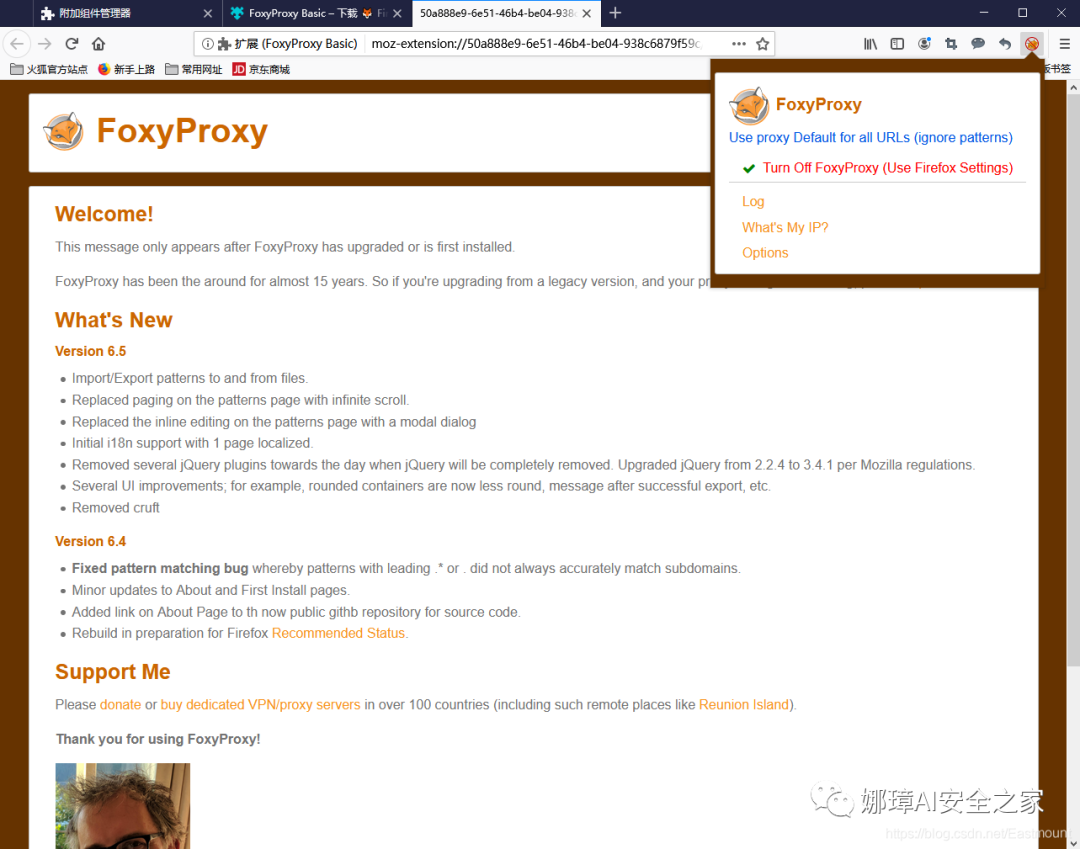 附加组件管理器
FoxyProxy Basic – 下载 Fi
50a888e9-6e51-46b4-be04-938
扩展 (FoxyProxy Basic) moz-extension://50a888e9-6e51-46b4-be04-938c6879f59c
火狐官方站点 新手上路 常用网址 JD 京东商城 版书签
FoxyProxy
FoxyProxy
Use proxy Default for all URLs (ignore patterns)
Turn Off FoxyProxy (Use Firefox Settings)
Log
What's My IP?
Options
Welcome!
This message only appears after FoxyProxy has upgraded or is first installed.
FoxyProxy has been the around for almost 15 years. So if you're upgrading from a legacy version, and your pr
What's New
Version 6.5
Import/Export patterns to and from files.
Replaced paging on the patterns page with infinite scroll.
Replaced the inline editing on the patterns page with a modal dialog
Initial i18n support with 1 page localized.
Removed several jQuery plugins towards the day when jQuery will be completely removed. Upgraded jQuery from 2.2.4 to 3.4.1 per Mozilla regulations.
Several UI improvements; for example, rounded containers are now less round, message after successful export, etc.
Removed cruft
Version 6.4
Fixed pattern matching bug whereby patterns with leading .* or . did not always accurately match subdomains.
Minor updates to About and First Install pages.
Added link on About Page to th now public githb repository for source code.
Rebuild in preparation for Firefox Recommended Status.
Support Me
Please donate or buy dedicated VPN/proxy servers in over 100 countries (including such remote places like Reunion Island).
Thank you for using FoxyProxy!
娜璋AI安全之家
https://blog.csdn.net/Eastmount